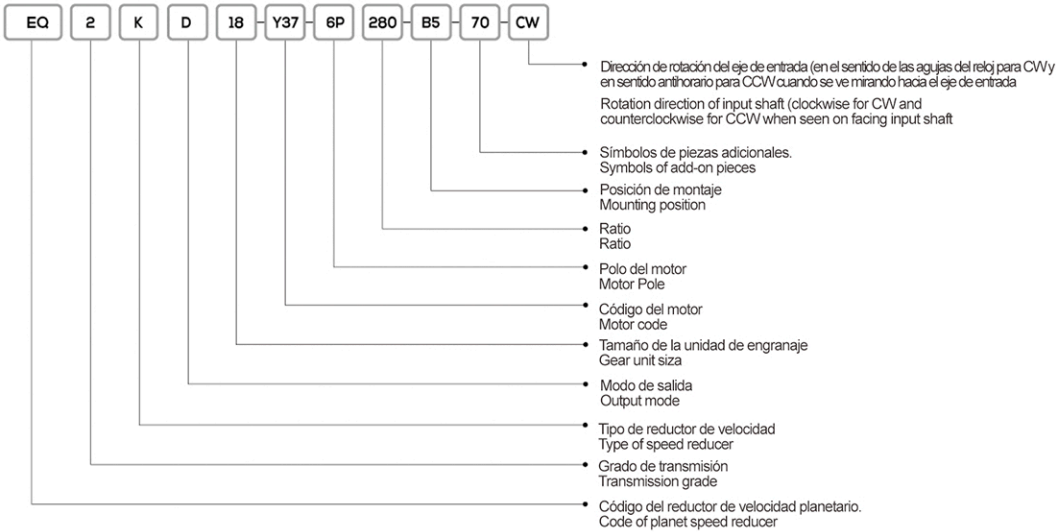 EQ 2 K D 18 - Y37 - 6P - 280 - B5 - 70 - CW
Dirección de rotación del eje de entrada (en el sentido de las agujas del reloj para CW y
en sentido antihorario para CCW cuando se ve mirando hacia el eje de entrada
Rotation direction of input shaft (clockwise for CW and
counterclockwise for CCW when seen on facing input shaft
Símbolos de piezas adicionales.
Symbols of add-on pieces
Posición de montaje
Mounting position
Ratio
Ratio
Polo del motor
Motor Pole
Código del motor
Motor code
Tamaño de la unidad de engranaje
Gear unit siza
Modo de salida
Output mode
Tipo de reductor de velocidad
Type of speed reducer
Grado de transmisión
Transmission grade
Código del reductor de velocidad planetario.
Code of planet speed reducer